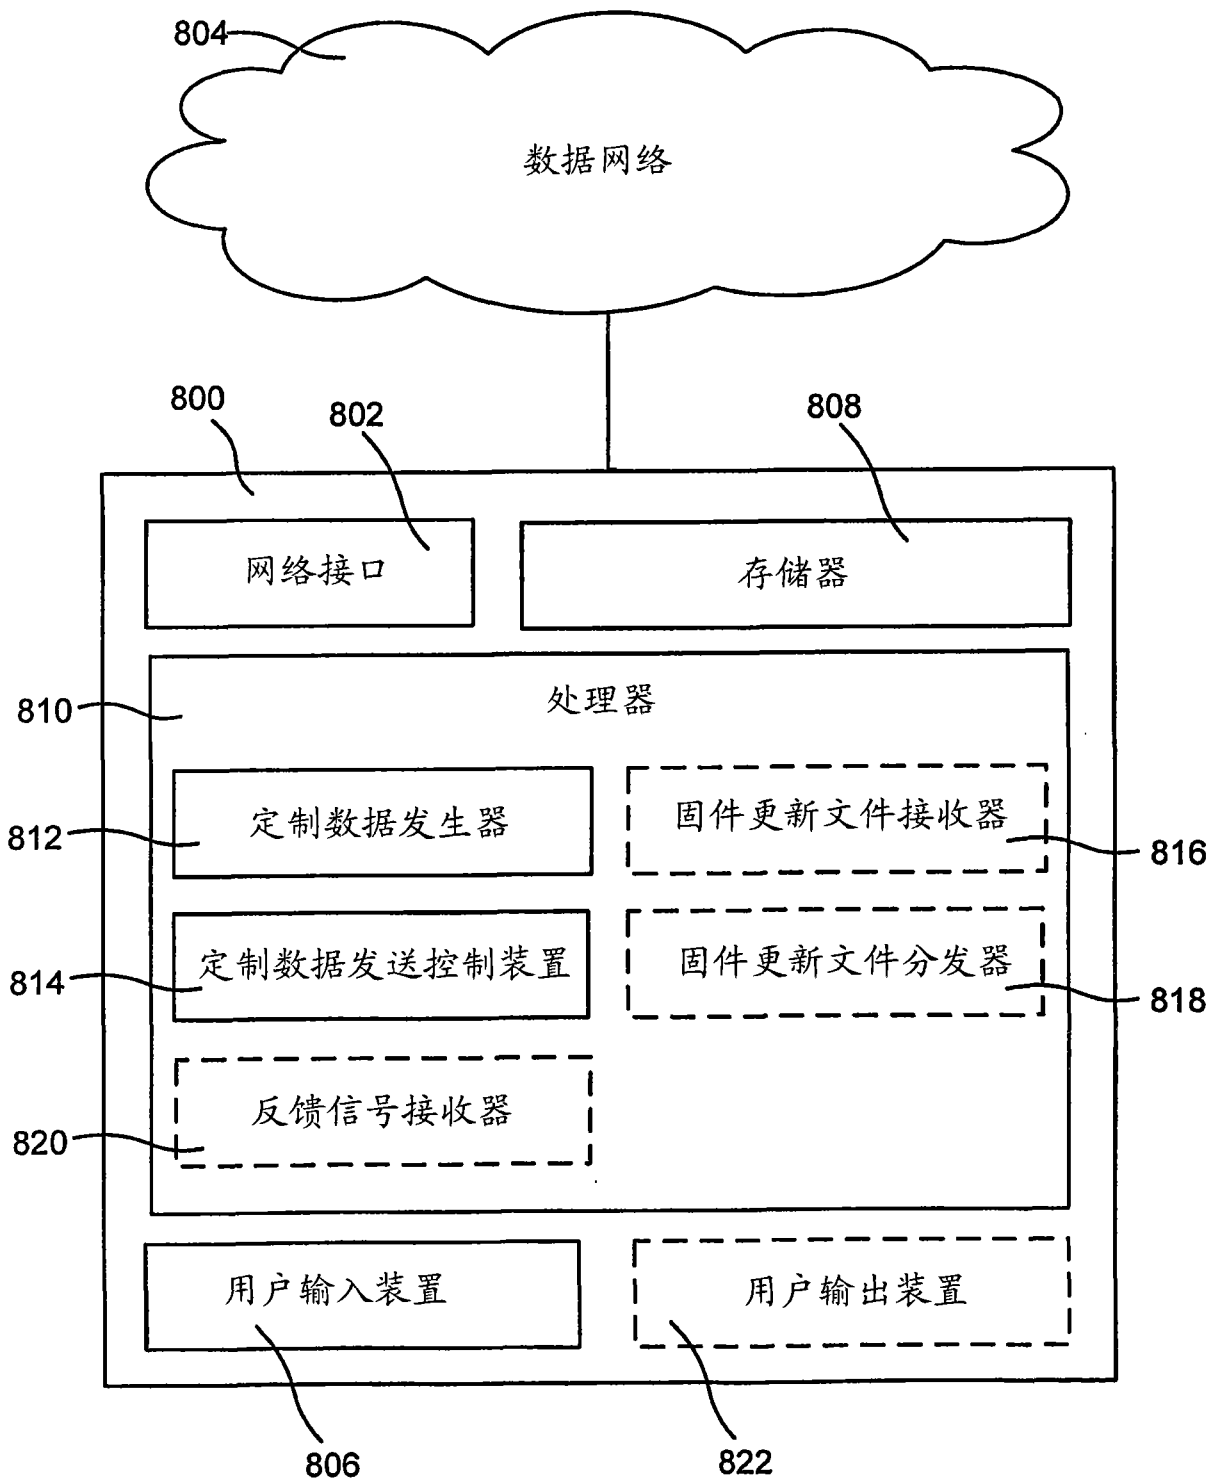 804
数据网络
800
802
808
网络接口
存储器
810
处理器
812
定制数据发生器
固件更新文件接收器
816
814
定制数据发送控制装置
固件更新文件分发器
818
820
反馈信号接收器
用户输入装置
用户输出装置
806
822